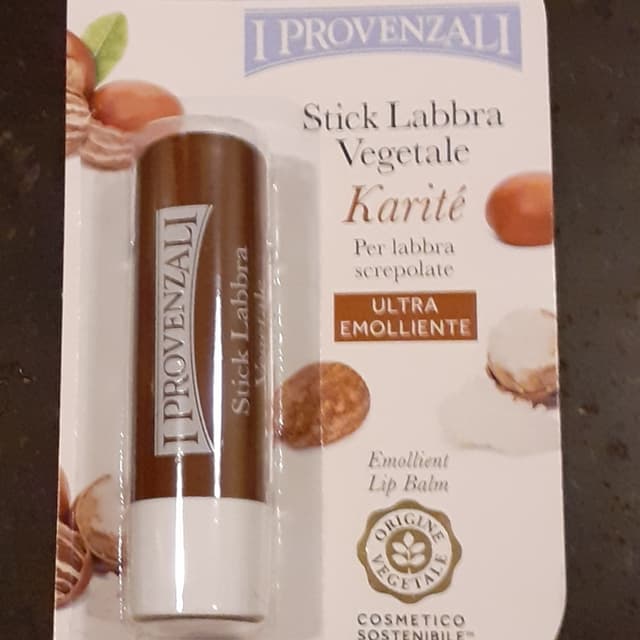 I PROVENZALI
Stick Labbra
Vegetale
Karité
Per labbra
screpolate
ULTRA
EMOLLIENTE
Emollient
Lip Balm
ORIGINE
VEGETALE
COSMETICO
SOSTENIBILE™
I PROVENZALI
Stick Labbra
Vegetale